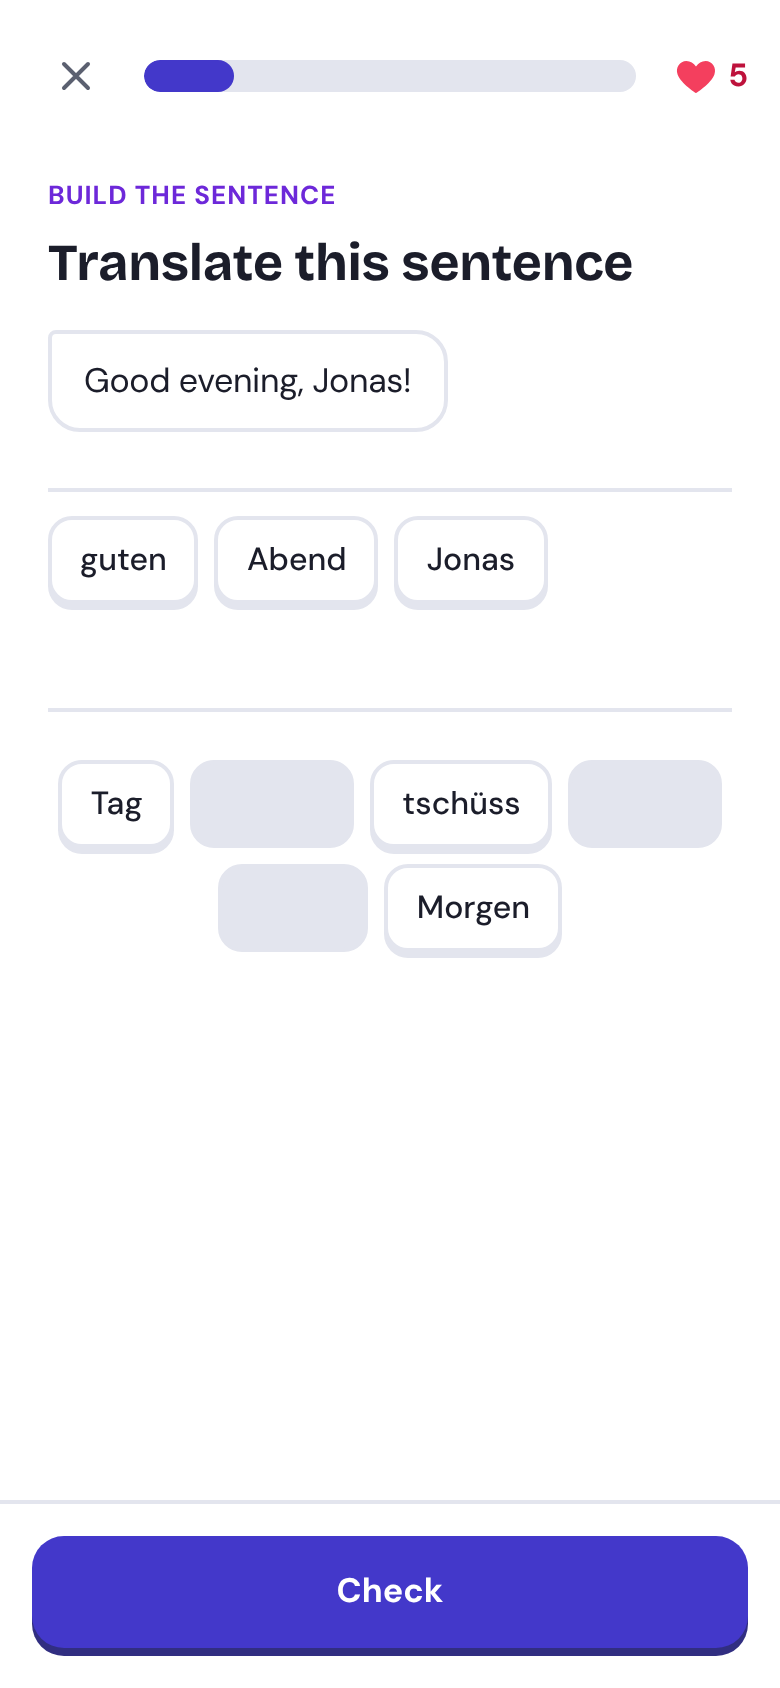 5
BUILD THE SENTENCE
Translate this sentence
Good evening, Jonas!
guten Abend Jonas
Tag tschüss
Morgen
Check